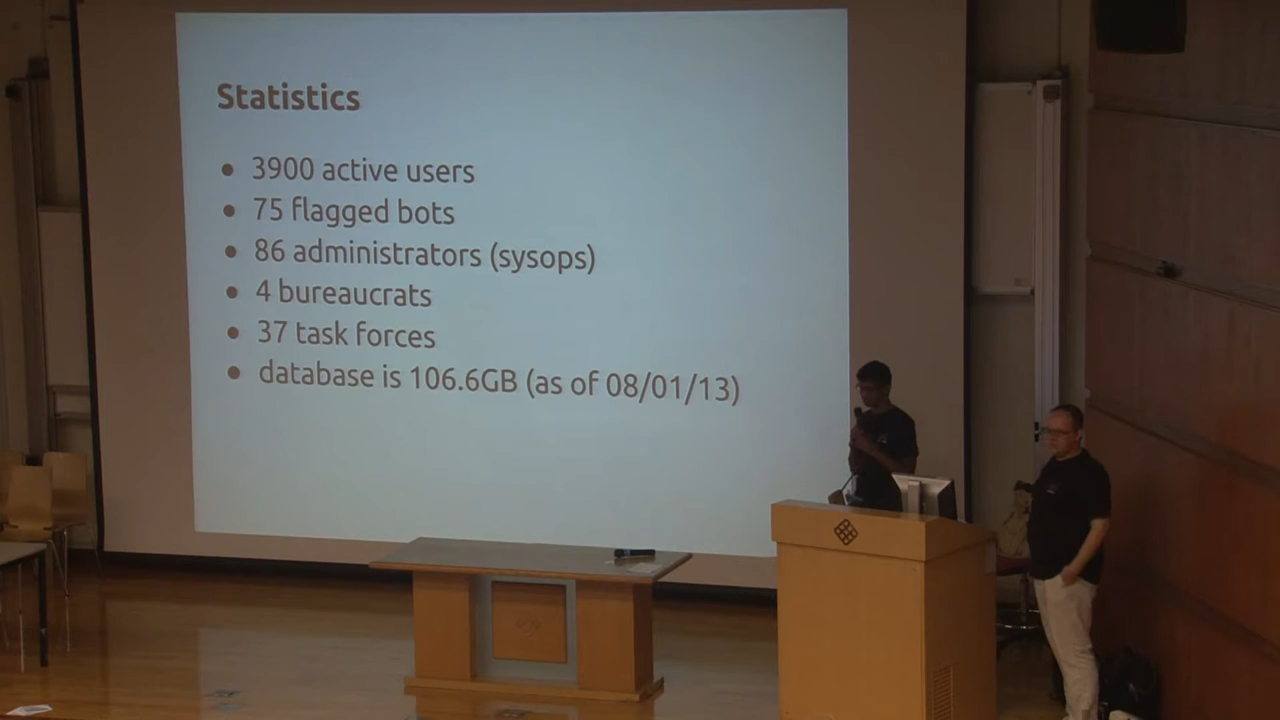 Statistics
3900 active users
75 flagged bots
86 administrators (sysops)
4 bureaucrats
37 task forces
database is 106.6GB (as of 08/01/13)